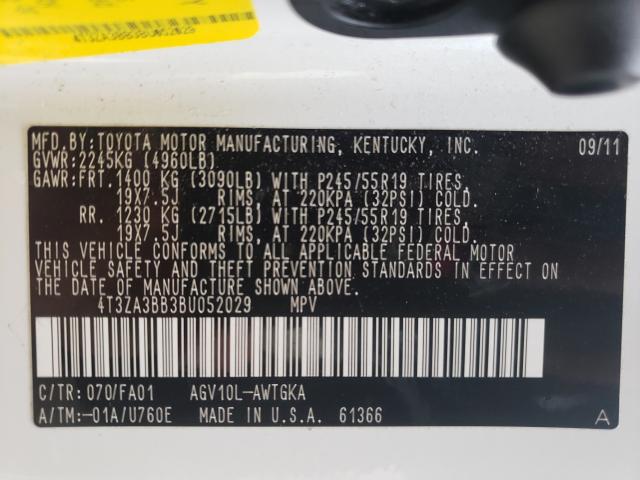 MFD.BY:TOYOTA MOTOR MANUFACTURING, KENTUCKY, INC. 09/11
GVWR:2245KG (4960LB)
GAWR:FRT. 1400 KG (3090LB) WITH P245/55R19 TIRES,
19X7.5J RIMS, AT 220KPA (32PSI) COLD.
RR. 1230 KG (2715LB) WITH P245/55R19 TIRES,
19X7.5J RIMS, AT 220KPA (32PSI) COLD.
THIS VEHICLE CONFORMS TO ALL APPLICABLE FEDERAL MOTOR
VEHICLE SAFETY AND THEFT PREVENTION STANDARDS IN EFFECT ON
THE DATE OF MANUFACTURE SHOWN ABOVE.
4T3ZA3BB3BU052029 MPV
C/TR: 070/FA01 AGV10L-AWTGKA
A/TM:-01A/U760E MADE IN U.S.A. 61366 A